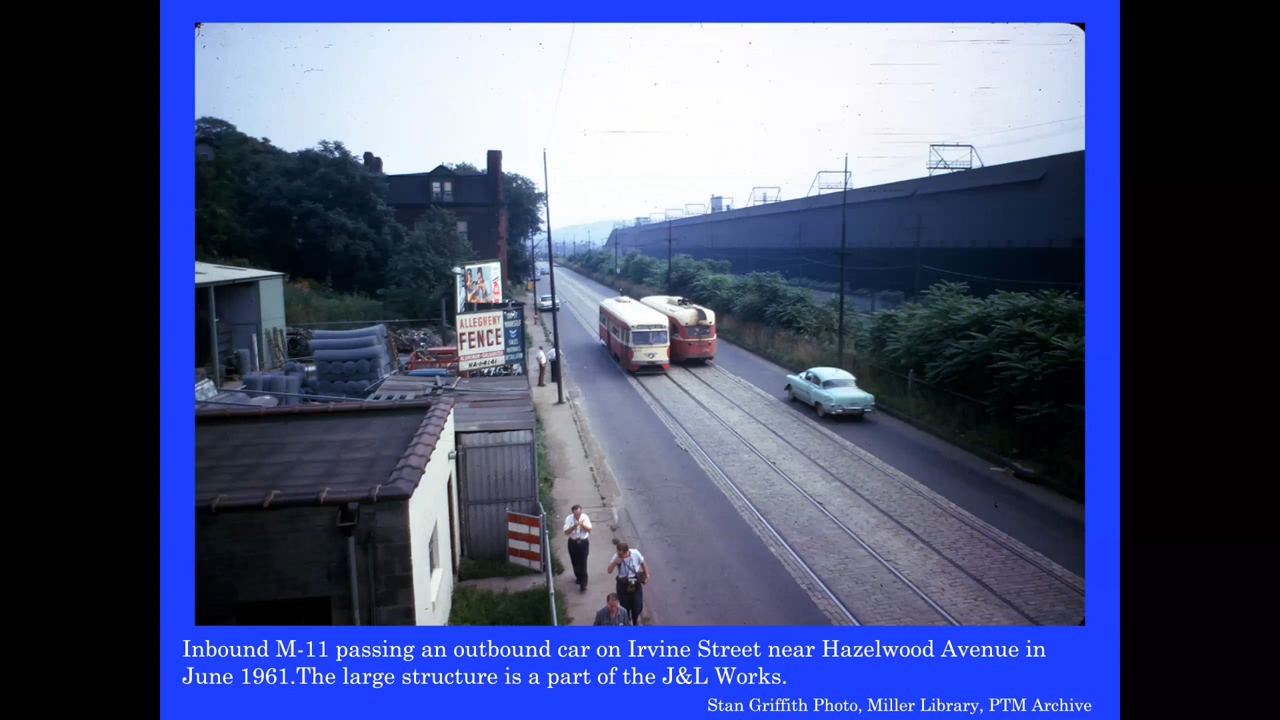 ALLEGHENY
FENCE
Inbound M-11 passing an outbound car on Irvine Street near Hazelwood Avenue in
June 1961.The large structure is a part of the J&L Works.
Stan Griffith Photo, Miller Library, PTM Archive